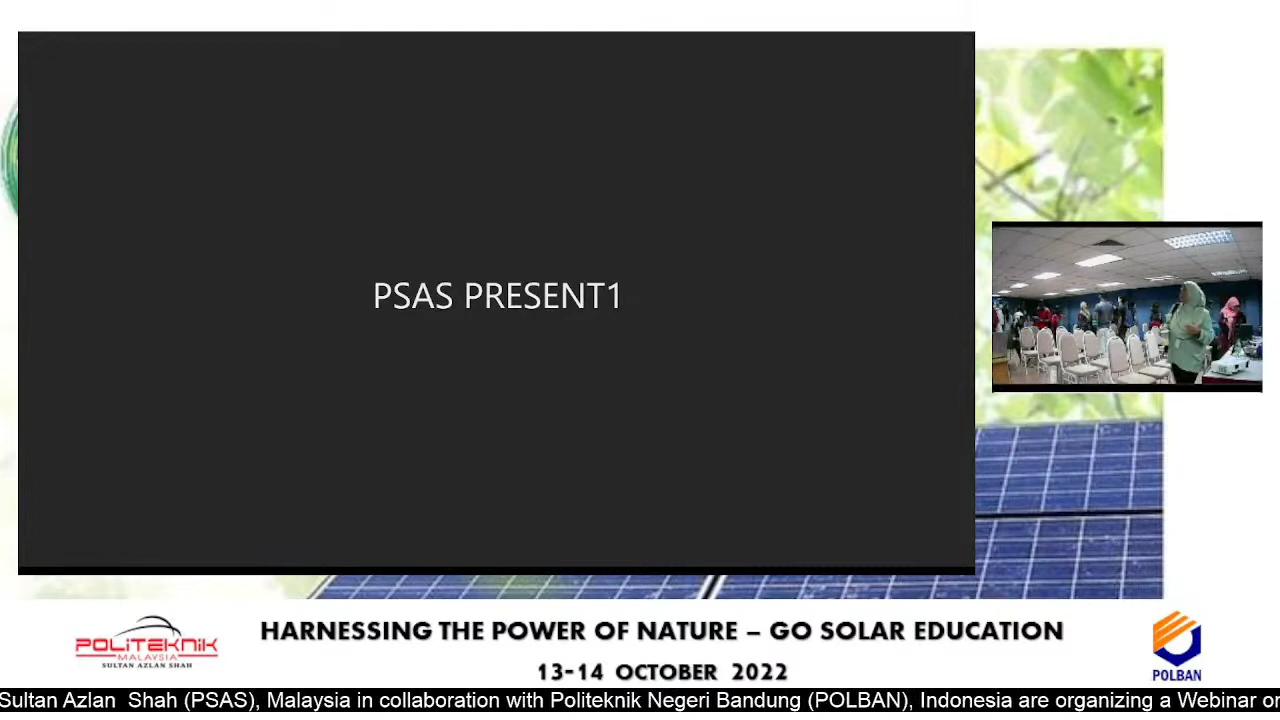 PSAS PRESENT1
POLITEKNIK
MALAYSIA
SULTAN AZLAN SHAH
HARNESSING THE POWER OF NATURE – GO SOLAR EDUCATION
13-14 OCTOBER 2022
POLBAN
Sultan Azlan Shah (PSAS), Malaysia in collaboration with Politeknik Negeri Bandung (POLBAN), Indonesia are organizing a Webinar on